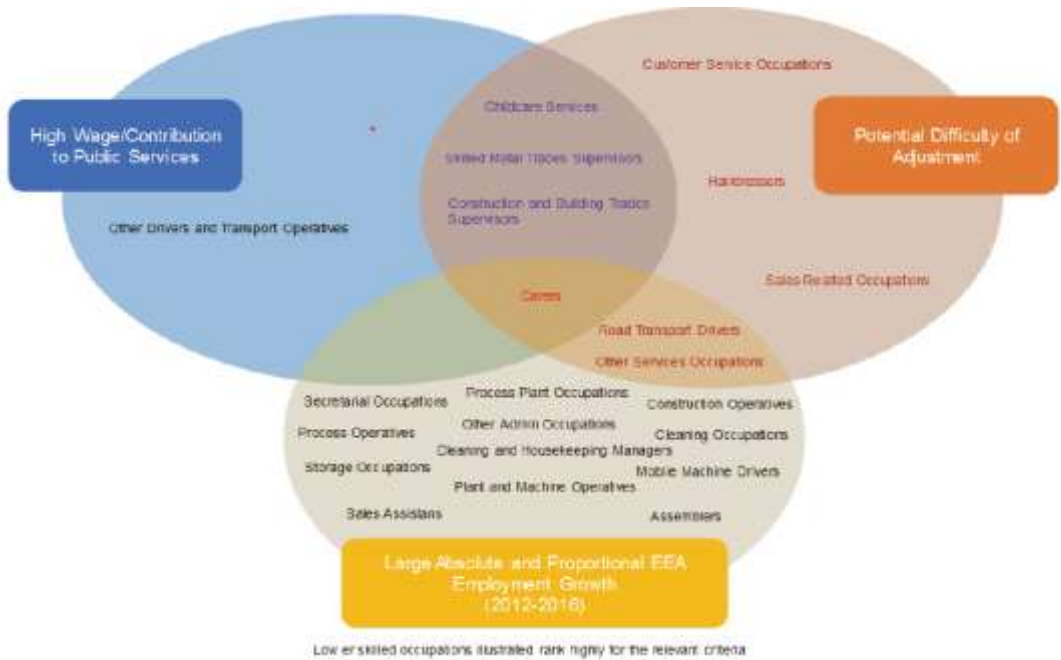 Customer Service Occupations
Childcare Services
High Wage/Contribution
to Public Services
Potential Difficulty of
Adjustment
Skilled Metal Trades Supervisors
Hairdressers
Construction and Building Trades
Supervisors
Other Drivers and Transport Operatives
Sales Related Occupations
Carers
Road Transport Drivers
Other Services Occupations
Process Plant Occupations
Secretarial Occupations
Construction Operatives
Other Admin Occupations
Process Operatives
Cleaning Occupations
Cleaning and Housekeeping Managers
Storage Occupations
Mobile Machine Drivers
Plant and Machine Operatives
Sales Assistans
Assemblers
Large Absolute and Proportional EEA
Employment Growth
(2012-2016)
Low er skilled occupations illustrated rank highly for the relevant criteria